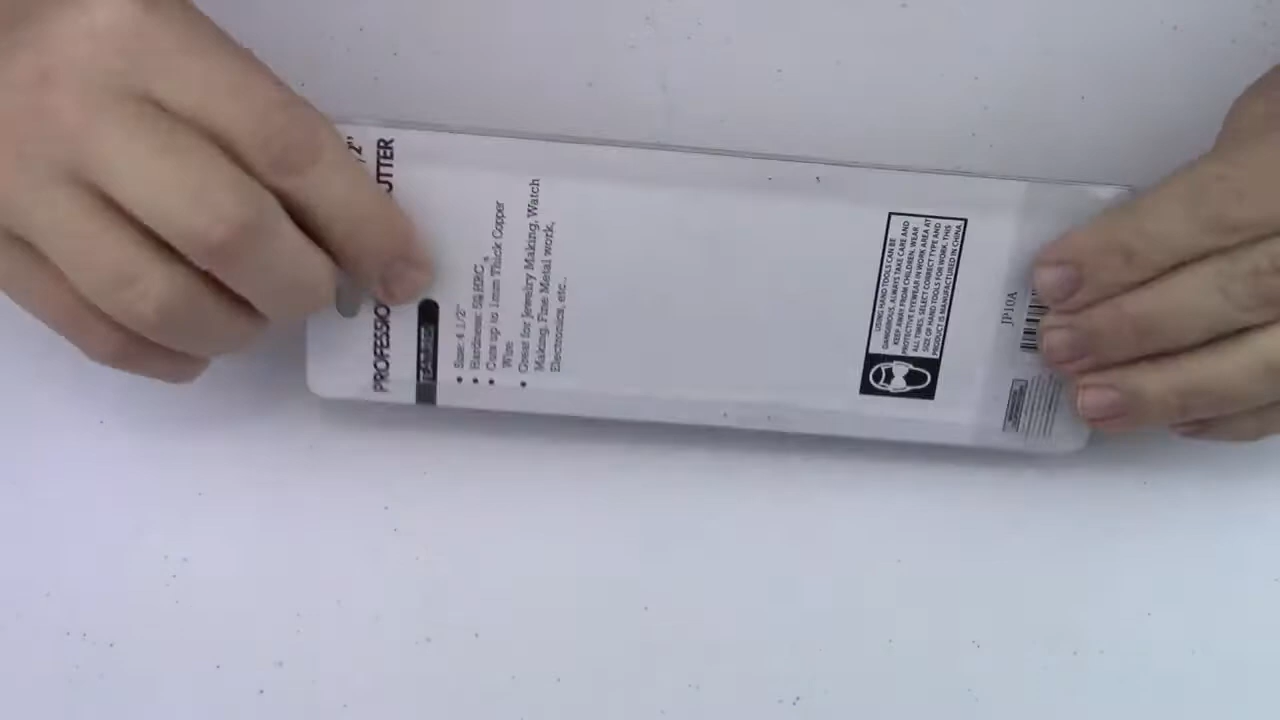 /2"
PROFESSIO UTTER
• Size: 4 1/2"
• Hardness: 59 HRC
• Cuts up to 1mm Thick Copper
Wire
• Great for Jewelry Making, Watch
Making, Fine Metal work,
Electronics, etc..
USING HAND TOOLS CAN BE
DANGEROUS. ALWAYS TAKE CARE AND
KEEP AWAY FROM CHILDREN. WEAR
PROTECTIVE EYEWEAR IN WORK AREA AT
ALL TIMES. SELECT CORRECT TYPE AND
SIZE OF HAND TOOLS FOR WORK. THIS
PRODUCT IS MANUFACTURED IN CHINA
JP10A